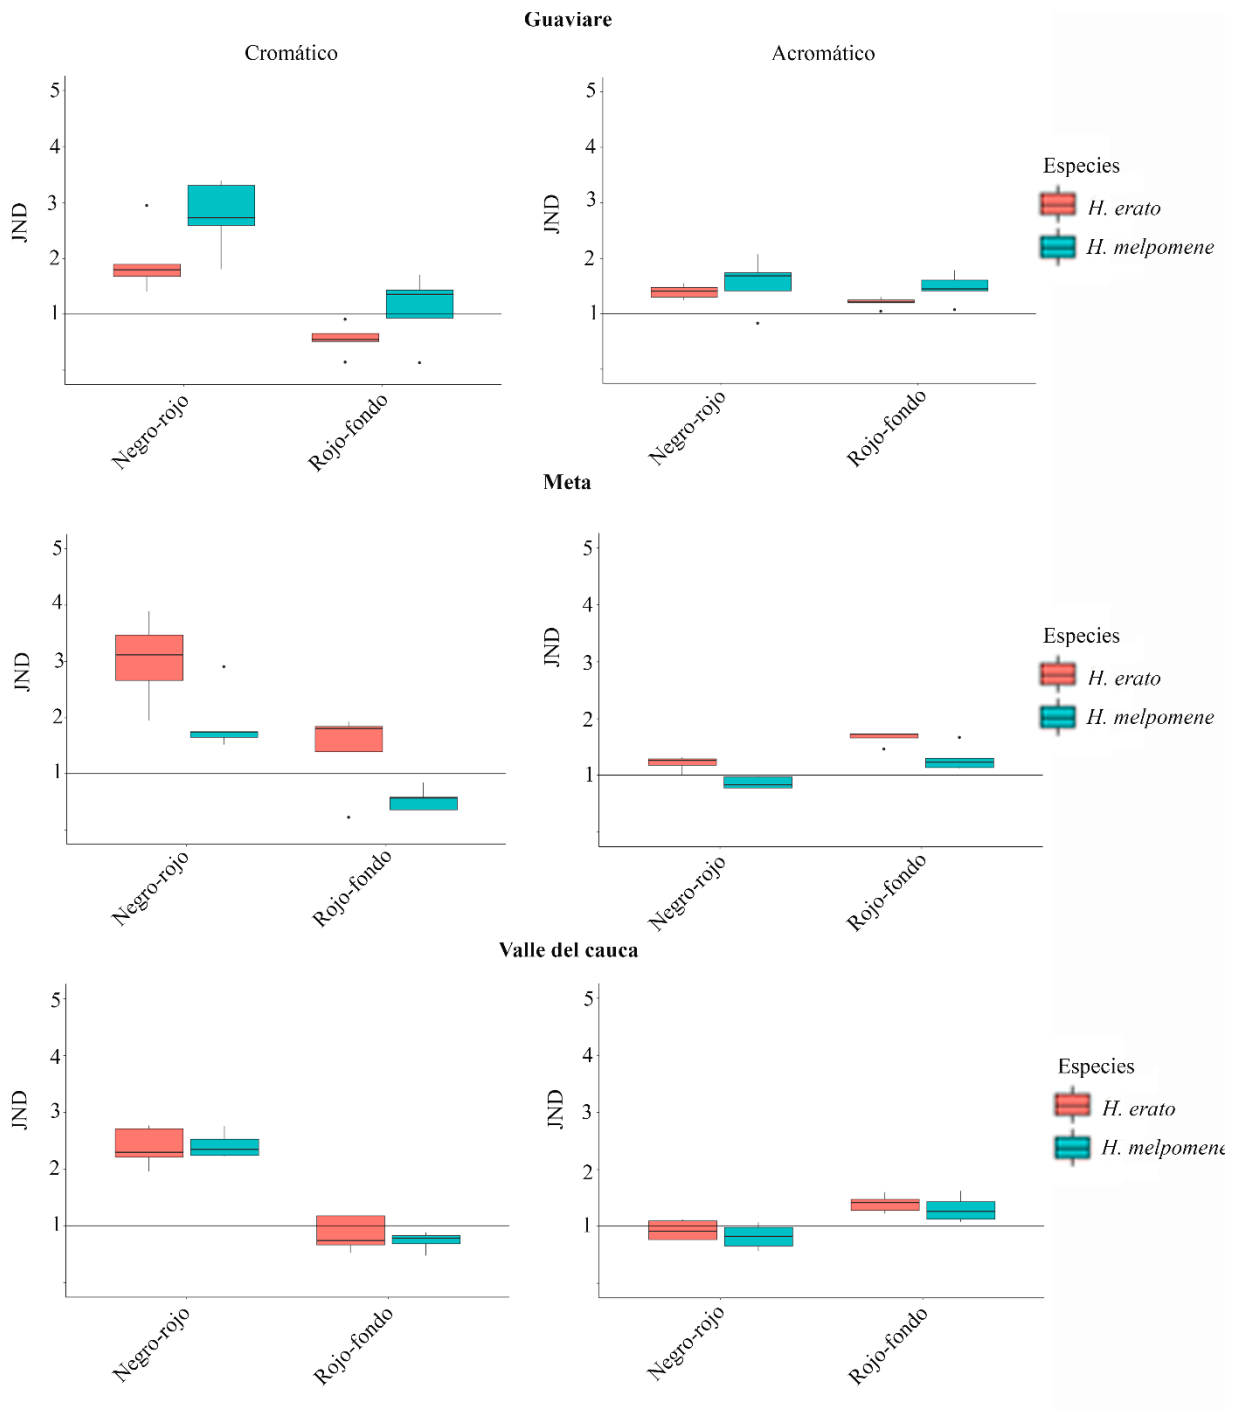 Guaviare
Cromático
Acromático
5
4
3
2
1
JND
Negro-rojo
Rojo-fondo
5
4
3
2
1
JND
Negro-rojo
Rojo-fondo
Especies
H. erato
H. melpomene
Meta
5
4
3
2
1
JND
Negro-rojo
Rojo-fondo
5
4
3
2
1
JND
Negro-rojo
Rojo-fondo
Especies
H. erato
H. melpomene
Valle del cauca
5
4
3
2
1
JND
Negro-rojo
Rojo-fondo
5
4
3
2
1
JND
Negro-rojo
Rojo-fondo
Especies
H. erato
H. melpomene